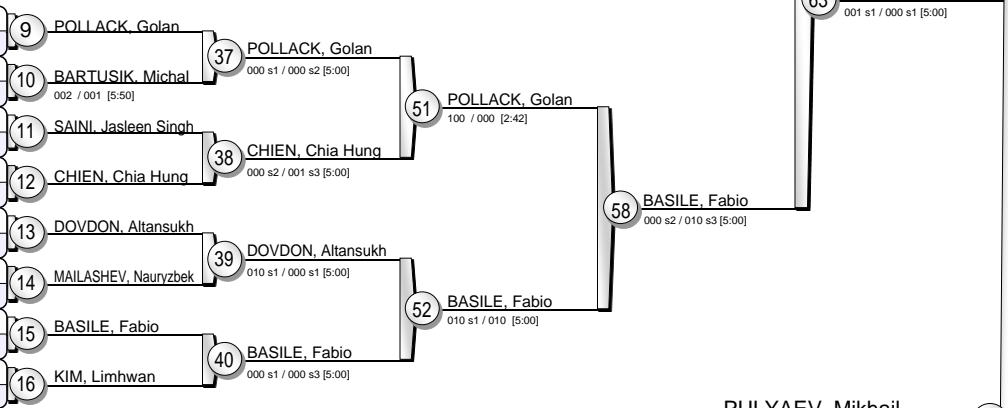 63
001 s1 / 000 s1 [5:00]
9
POLLACK, Golan
37
POLLACK, Golan
000 s1 / 000 s2 [5:00]
10
BARTUSIK, Michal
002 / 001 [5:50]
51
POLLACK, Golan
100 / 000 [2:42]
11
SAINI, Jasleen Singh
38
CHIEN, Chia Hung
000 s2 / 001 s3 [5:00]
12
CHIEN, Chia Hung
58
BASILE, Fabio
000 s2 / 010 s3 [5:00]
13
DOVDON, Altansukh
39
DOVDON, Altansukh
010 s1 / 000 s1 [5:00]
14
MAILASHEV, Nauryzbek
52
BASILE, Fabio
010 s1 / 010 [5:00]
15
BASILE, Fabio
40
BASILE, Fabio
000 s1 / 000 s3 [5:00]
16
KIM, Limhwan
PULYAEV, Mikhail